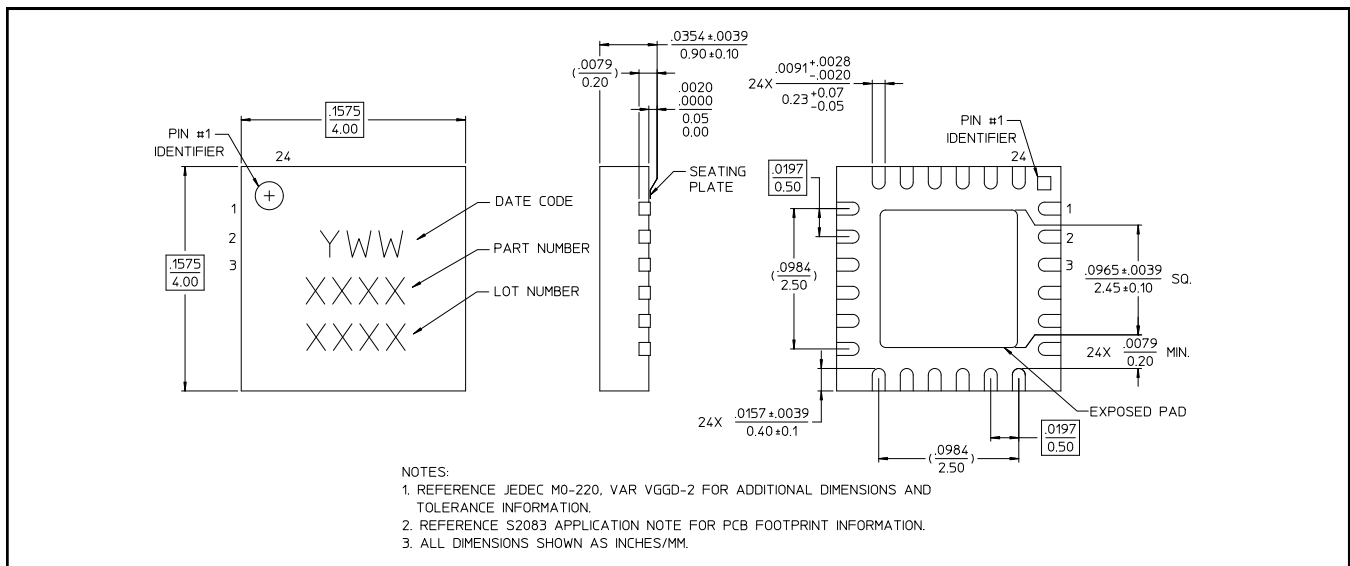 .1575
4.00
PIN #1
IDENTIFIER
24
1
2
3
.1575
4.00
YWW
XXXX
XXXX
DATE CODE
PART NUMBER
LOT NUMBER
.0354±.0039
0.90±0.10
(.0079)
0.20
.0020
.0000
0.05
0.00
SEATING
PLATE
24X .0091 +.0028
-.0020
0.23 +0.07
-0.05
PIN #1
IDENTIFIER
24
.0197
0.50
1
2
3
(.0984)
2.50
.0965±.0039
2.45±0.10 SQ.
24X .0079 MIN.
0.20
EXPOSED PAD
24X .0157±.0039
0.40±0.1
.0197
0.50
(.0984)
2.50
NOTES:
1. REFERENCE JEDEC MO-220, VAR VGGD-2 FOR ADDITIONAL DIMENSIONS AND
TOLERANCE INFORMATION.
2. REFERENCE S2083 APPLICATION NOTE FOR PCB FOOTPRINT INFORMATION.
3. ALL DIMENSIONS SHOWN AS INCHES/MM.